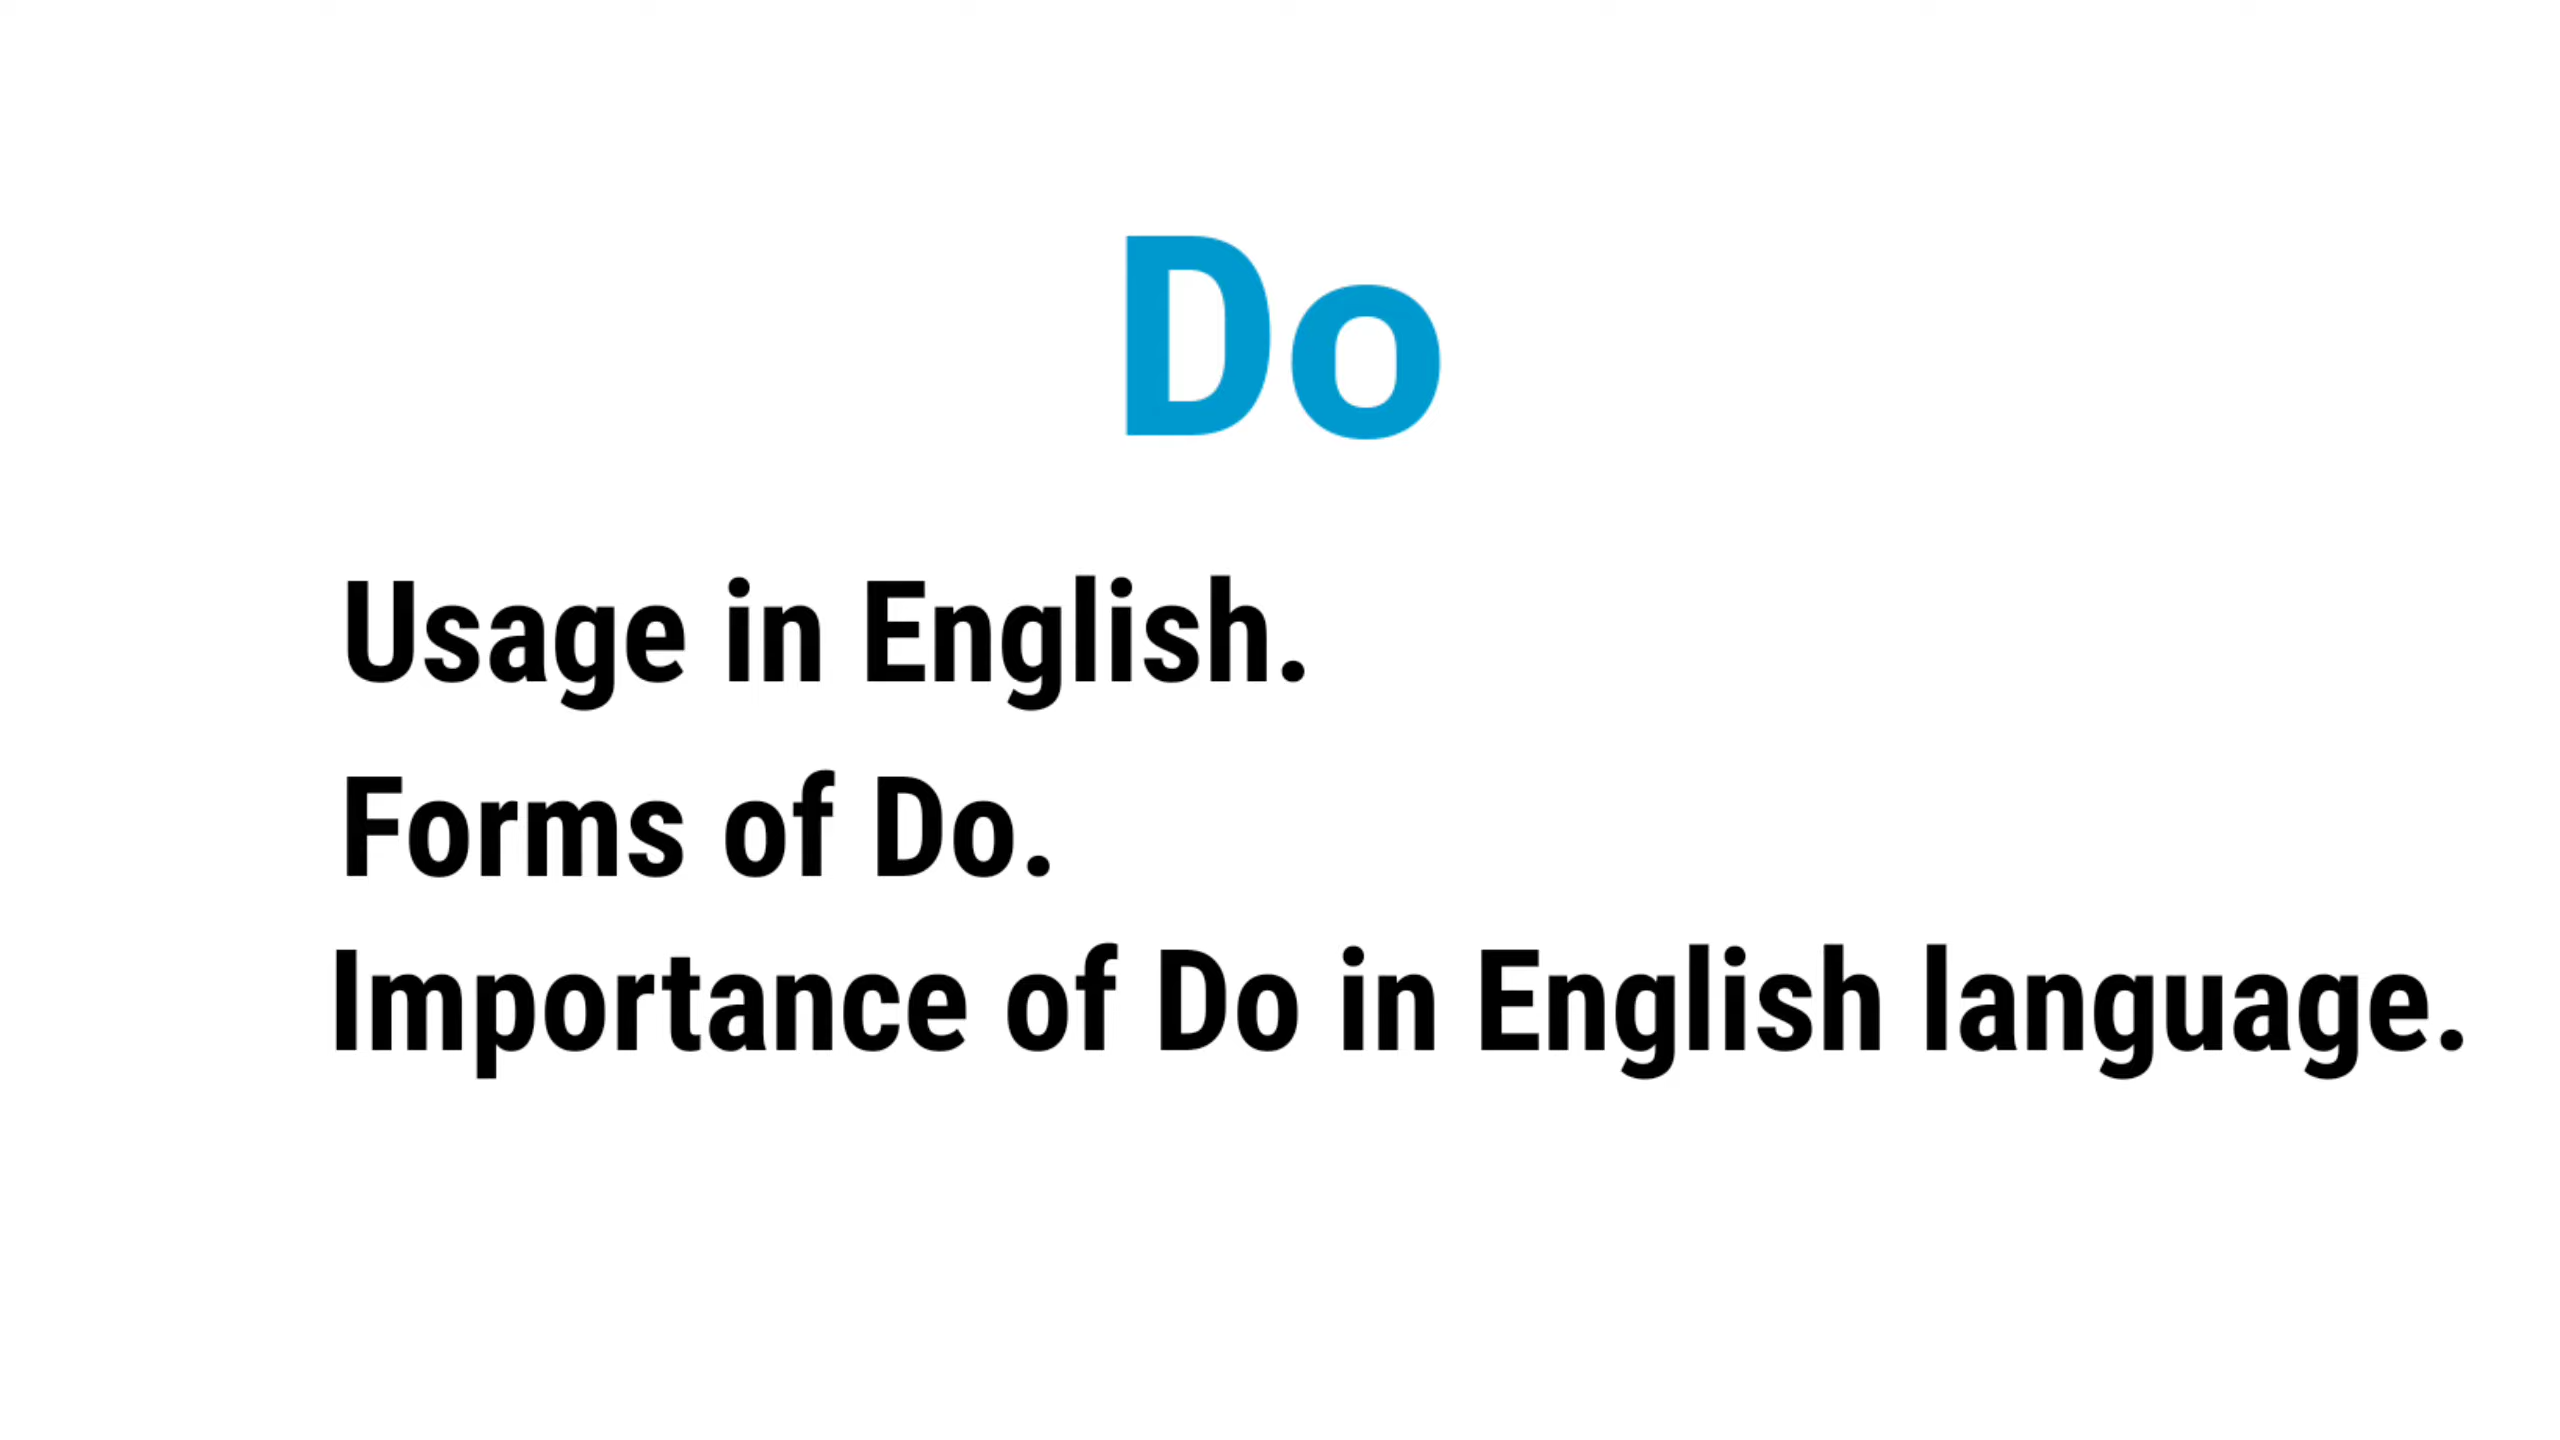 Do
Usage in English.
Forms of Do.
Importance of Do in English language.